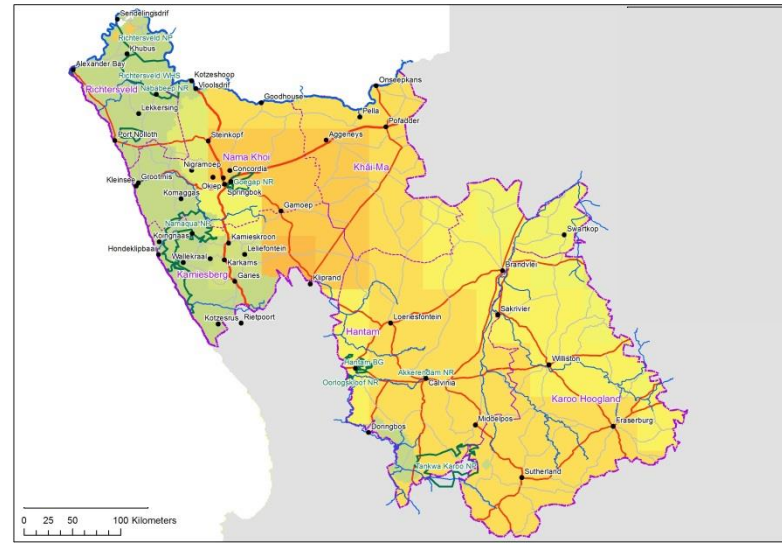 Sendelingsdrif
Richtersveld NP
Khubus
Alexander Bay
Richtersveld WHS
Kotzeshoop
Nababeep NR
Vioolsdrif
Richtersveld
Goodhouse
Onseepkans
Lekkersing
Pella
Pofadder
Port Nolloth
Steinkopf
Aggeneys
Nama Khoi
Khâi-Ma
Nigramoep
Concordia
Kleinsee
Grootmis
Okiep
Goegap NR
Springbok
Komaggas
Gamoep
Namaqua NP
Koingnaas
Kamieskroon
Swartkop
Hondeklipbaai
Leliefontein
Wallekraal
Karkams
Brandvlei
Kamiesberg
Garies
Kliprand
Kotzesrus
Rietpoort
Loeriesfontein
Sakrivier
Hantam
Hantam BG
Akkerendam NR
Williston
Oorlogskloof NR
Calvinia
Karoo Hoogland
Doringbos
Middelpos
Fraserburg
Tankwa Karoo NP
Sutherland
0 25 50 100 Kilometers